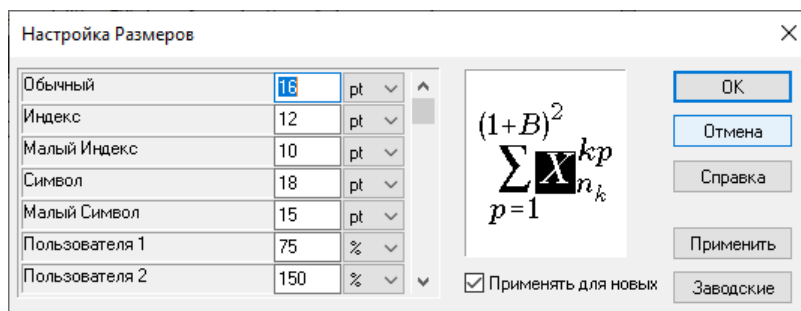 Настройка Размеров
Обычный 16 pt
Индекс 12 pt
Малый Индекс 10 pt
Символ 18 pt
Малый Символ 15 pt
Пользователя 1 75 %
Пользователя 2 150 %
(1+B)²
∑ X kp
n k
p=1
Применять для новых
OK
Отмена
Справка
Применить
Заводские